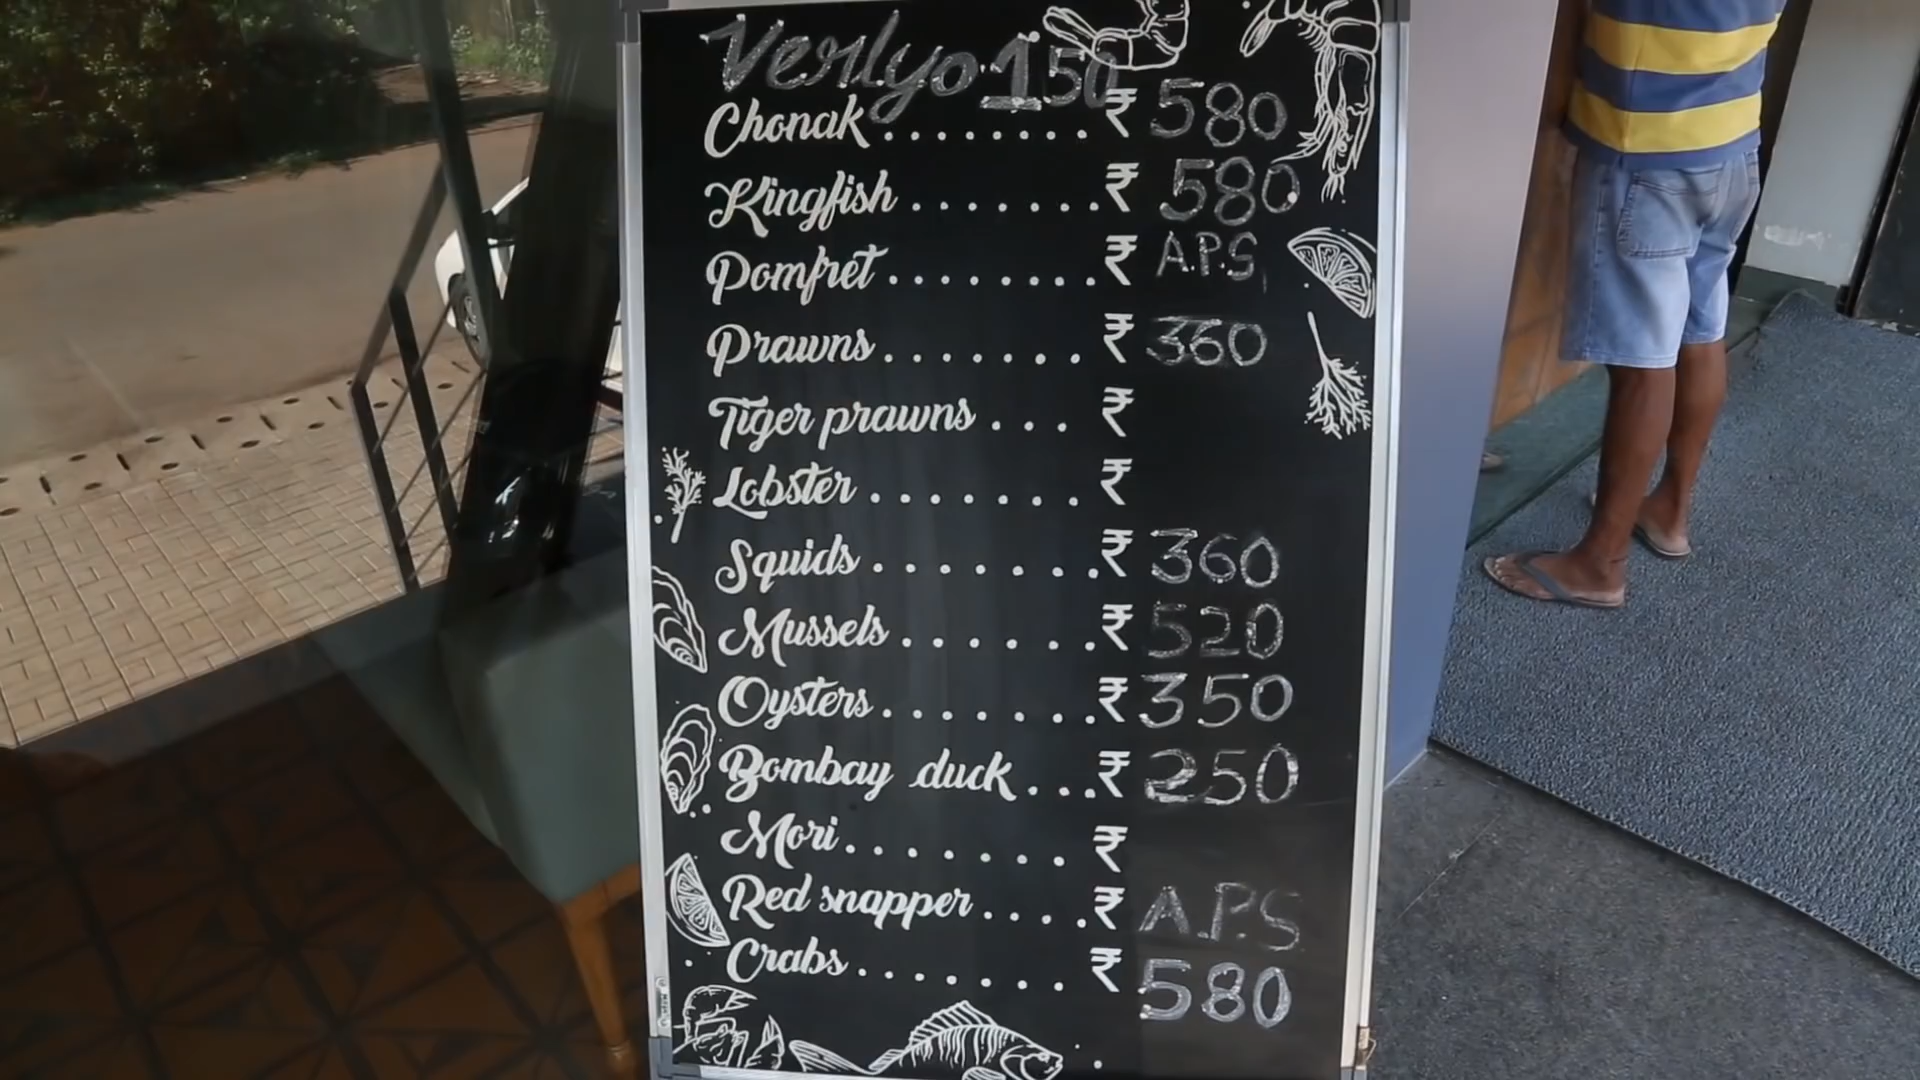 Verlyo 150
Chonak........₹ 580
Kingfish........₹ 580
Pomfret.........₹ A.P.S
Prawns.......₹ 360
Tiger prawns...₹
Lobster.......₹
Squids........₹ 360
Mussels.......₹ 520
Oysters........₹ 350
Bombay duck...₹ 250
Mori.......₹
Red snapper....₹ A.P.S
Crabs.......₹ 580